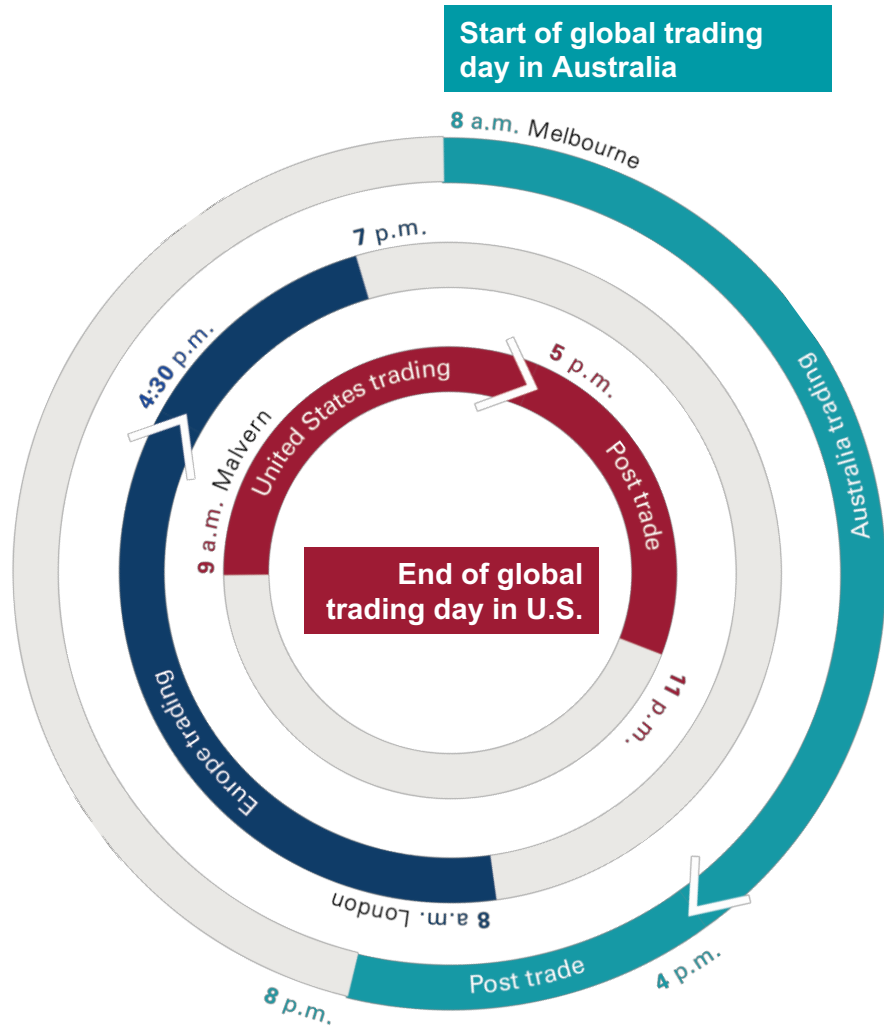 Start of global trading
day in Australia
8 a.m. Melbourne
Australia trading
4 p.m.
Post trade
8 p.m.
8 a.m. London
Europe trading
4:30 p.m.
7 p.m.
9 a.m. Malvern
United States trading
5 p.m.
Post trade
11 p.m.
End of global
trading day in U.S.